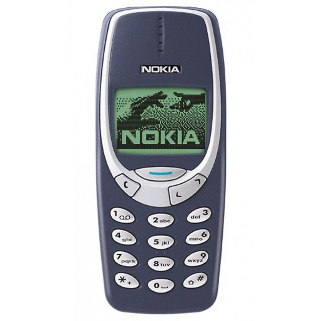 NOKIA
NOKIA
1 2 abc def 3
4 ghi 5 jkl mno 6
7 pqrs 8 tuv wxyz 9
* + 0 #